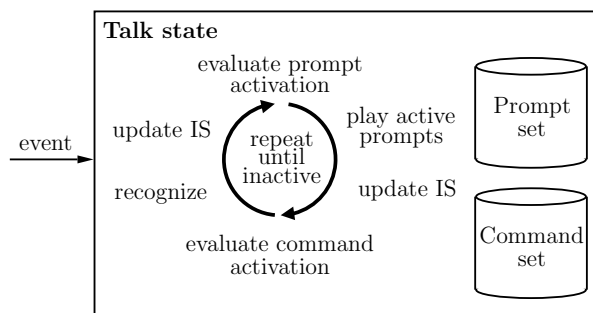 Talk state
evaluate prompt
activation
update IS
play active
prompts
repeat
until
inactive
event
recognize
update IS
evaluate command
activation
Prompt
set
Command
set